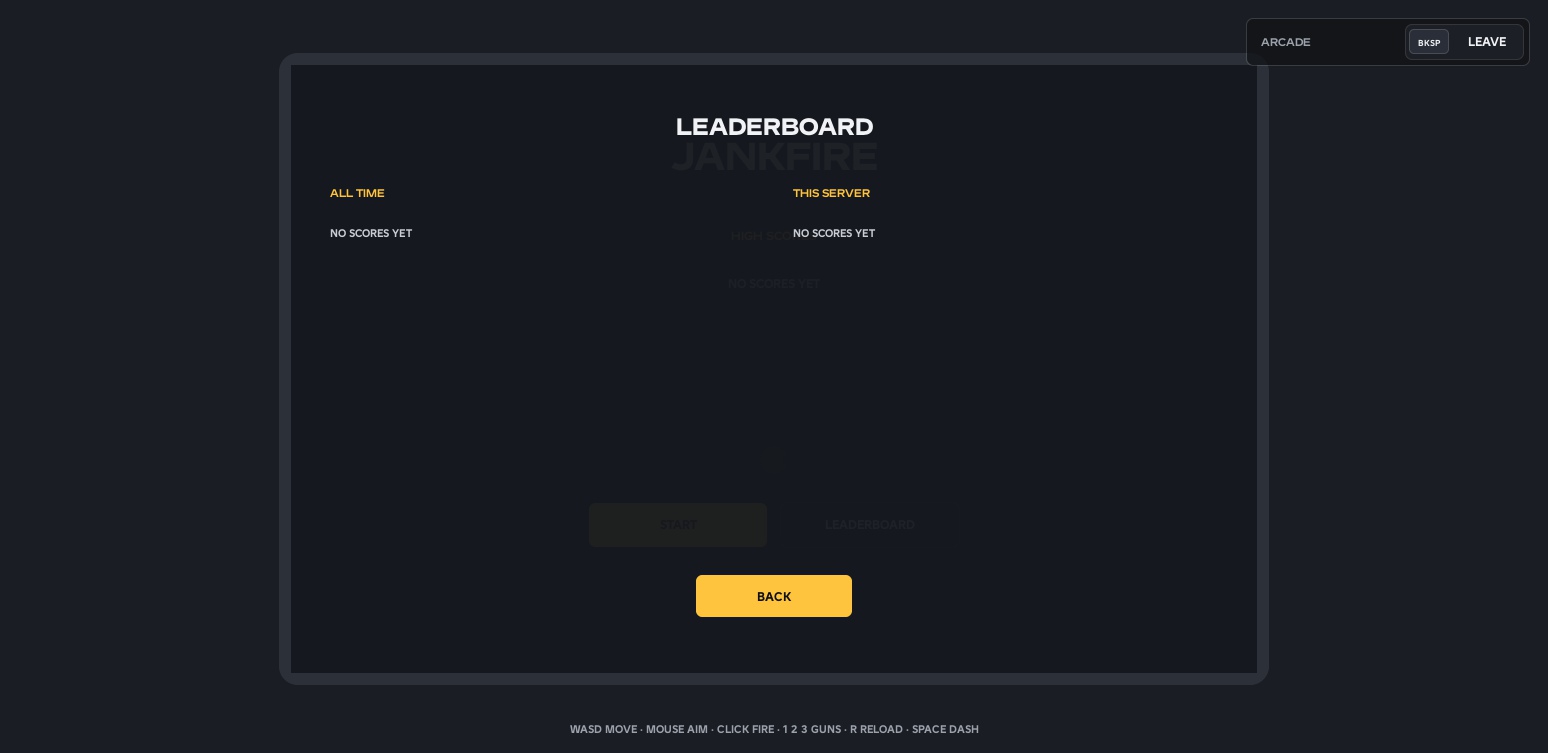 ARCADE
BKSP
LEAVE
LEADERBOARD
JANKFIRE
ALL TIME
THIS SERVER
NO SCORES YET
NO SCORES YET
NO SCORES YET
START
LEADERBOARD
BACK
WASD MOVE · MOUSE AIM · CLICK FIRE · 1 2 3 GUNS · R RELOAD · SPACE DASH